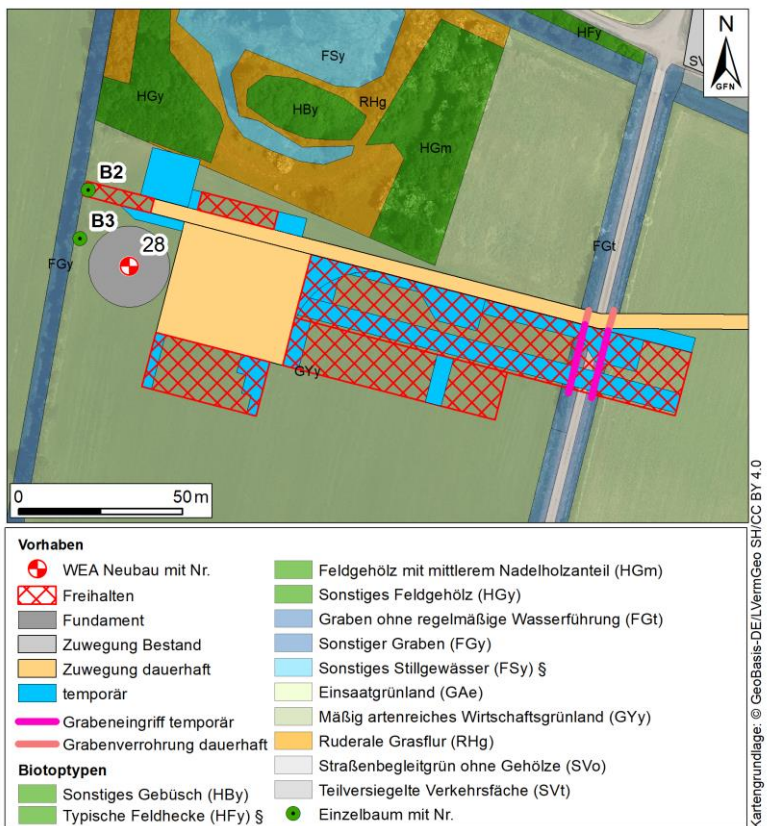 FSy
HFy
SV
N
GFN
HGy
HBy
RHg
HGm
B2
B3
28
FGy
FGt
GYy
0 50 m
Vorhaben
WEA Neubau mit Nr.
Freihalten
Fundament
Zuwegung Bestand
Zuwegung dauerhaft
temporär
Grabeneingriff temporär
Grabenverrohrung dauerhaft
Biotoptypen
Sonstiges Gebüsch (HBy)
Typische Feldhecke (HFy) §
Feldgehölz mit mittlerem Nadelholzanteil (HGm)
Sonstiges Feldgehölz (HGy)
Graben ohne regelmäßige Wasserführung (FGt)
Sonstiger Graben (FGy)
Sonstiges Stillgewässer (FSy) §
Einsaatgrünland (GAe)
Mäßig artenreiches Wirtschaftsgrünland (GYy)
Ruderale Grasflur (RHg)
Straßenbegleitgrün ohne Gehölze (SVo)
Teilversiegelte Verkehrsfäche (SVt)
Einzelbaum mit Nr.
Kartengrundlage: © GeoBasis-DE/LVermGeo SH/CC BY 4.0